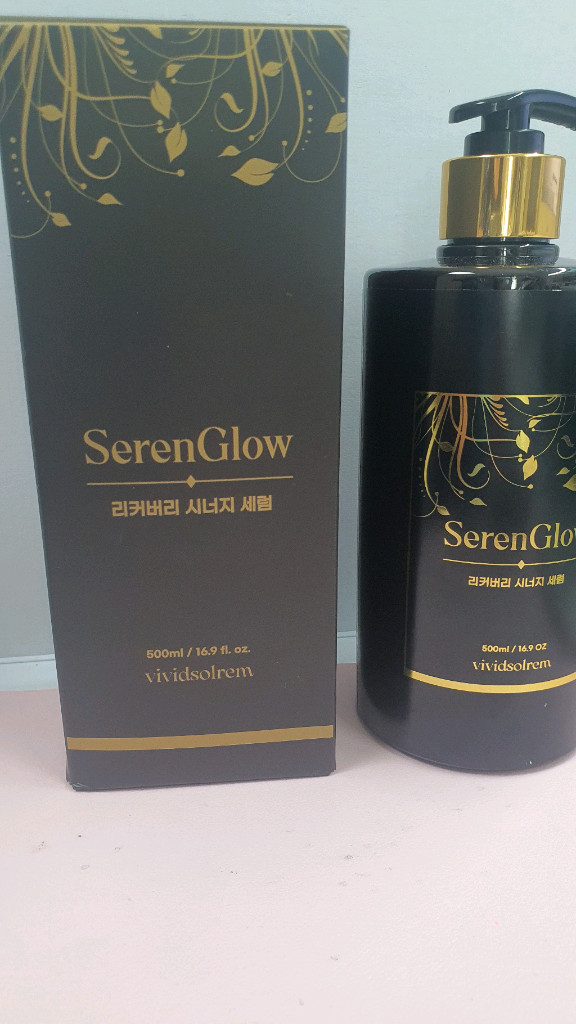 SerenGlow
리커버리 시너지 세럼
500ml / 16.9 fl. oz.
vividsolrem
SerenGlo
리커버리 시너지 세럼
500ml / 16.9 OZ
vividsolrem